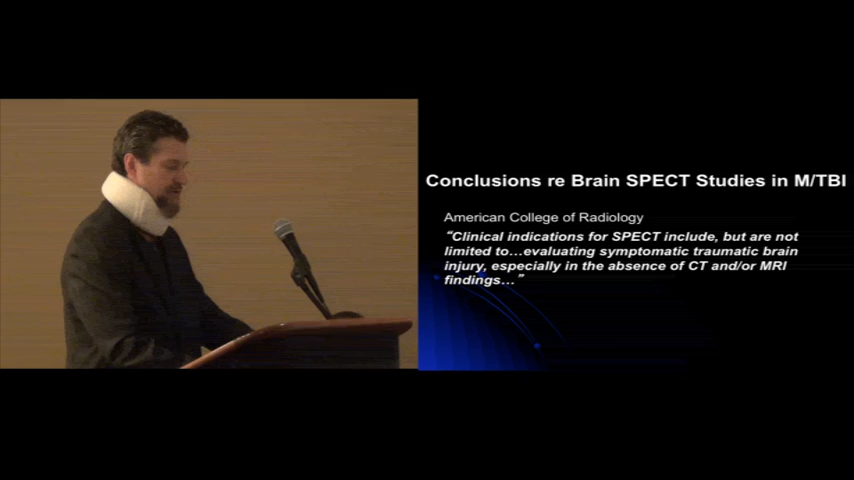 Conclusions re Brain SPECT Studies in M/TBI
American College of Radiology
“Clinical indications for SPECT include, but are not
limited to…evaluating symptomatic traumatic brain
injury, especially in the absence of CT and/or MRI
findings…”